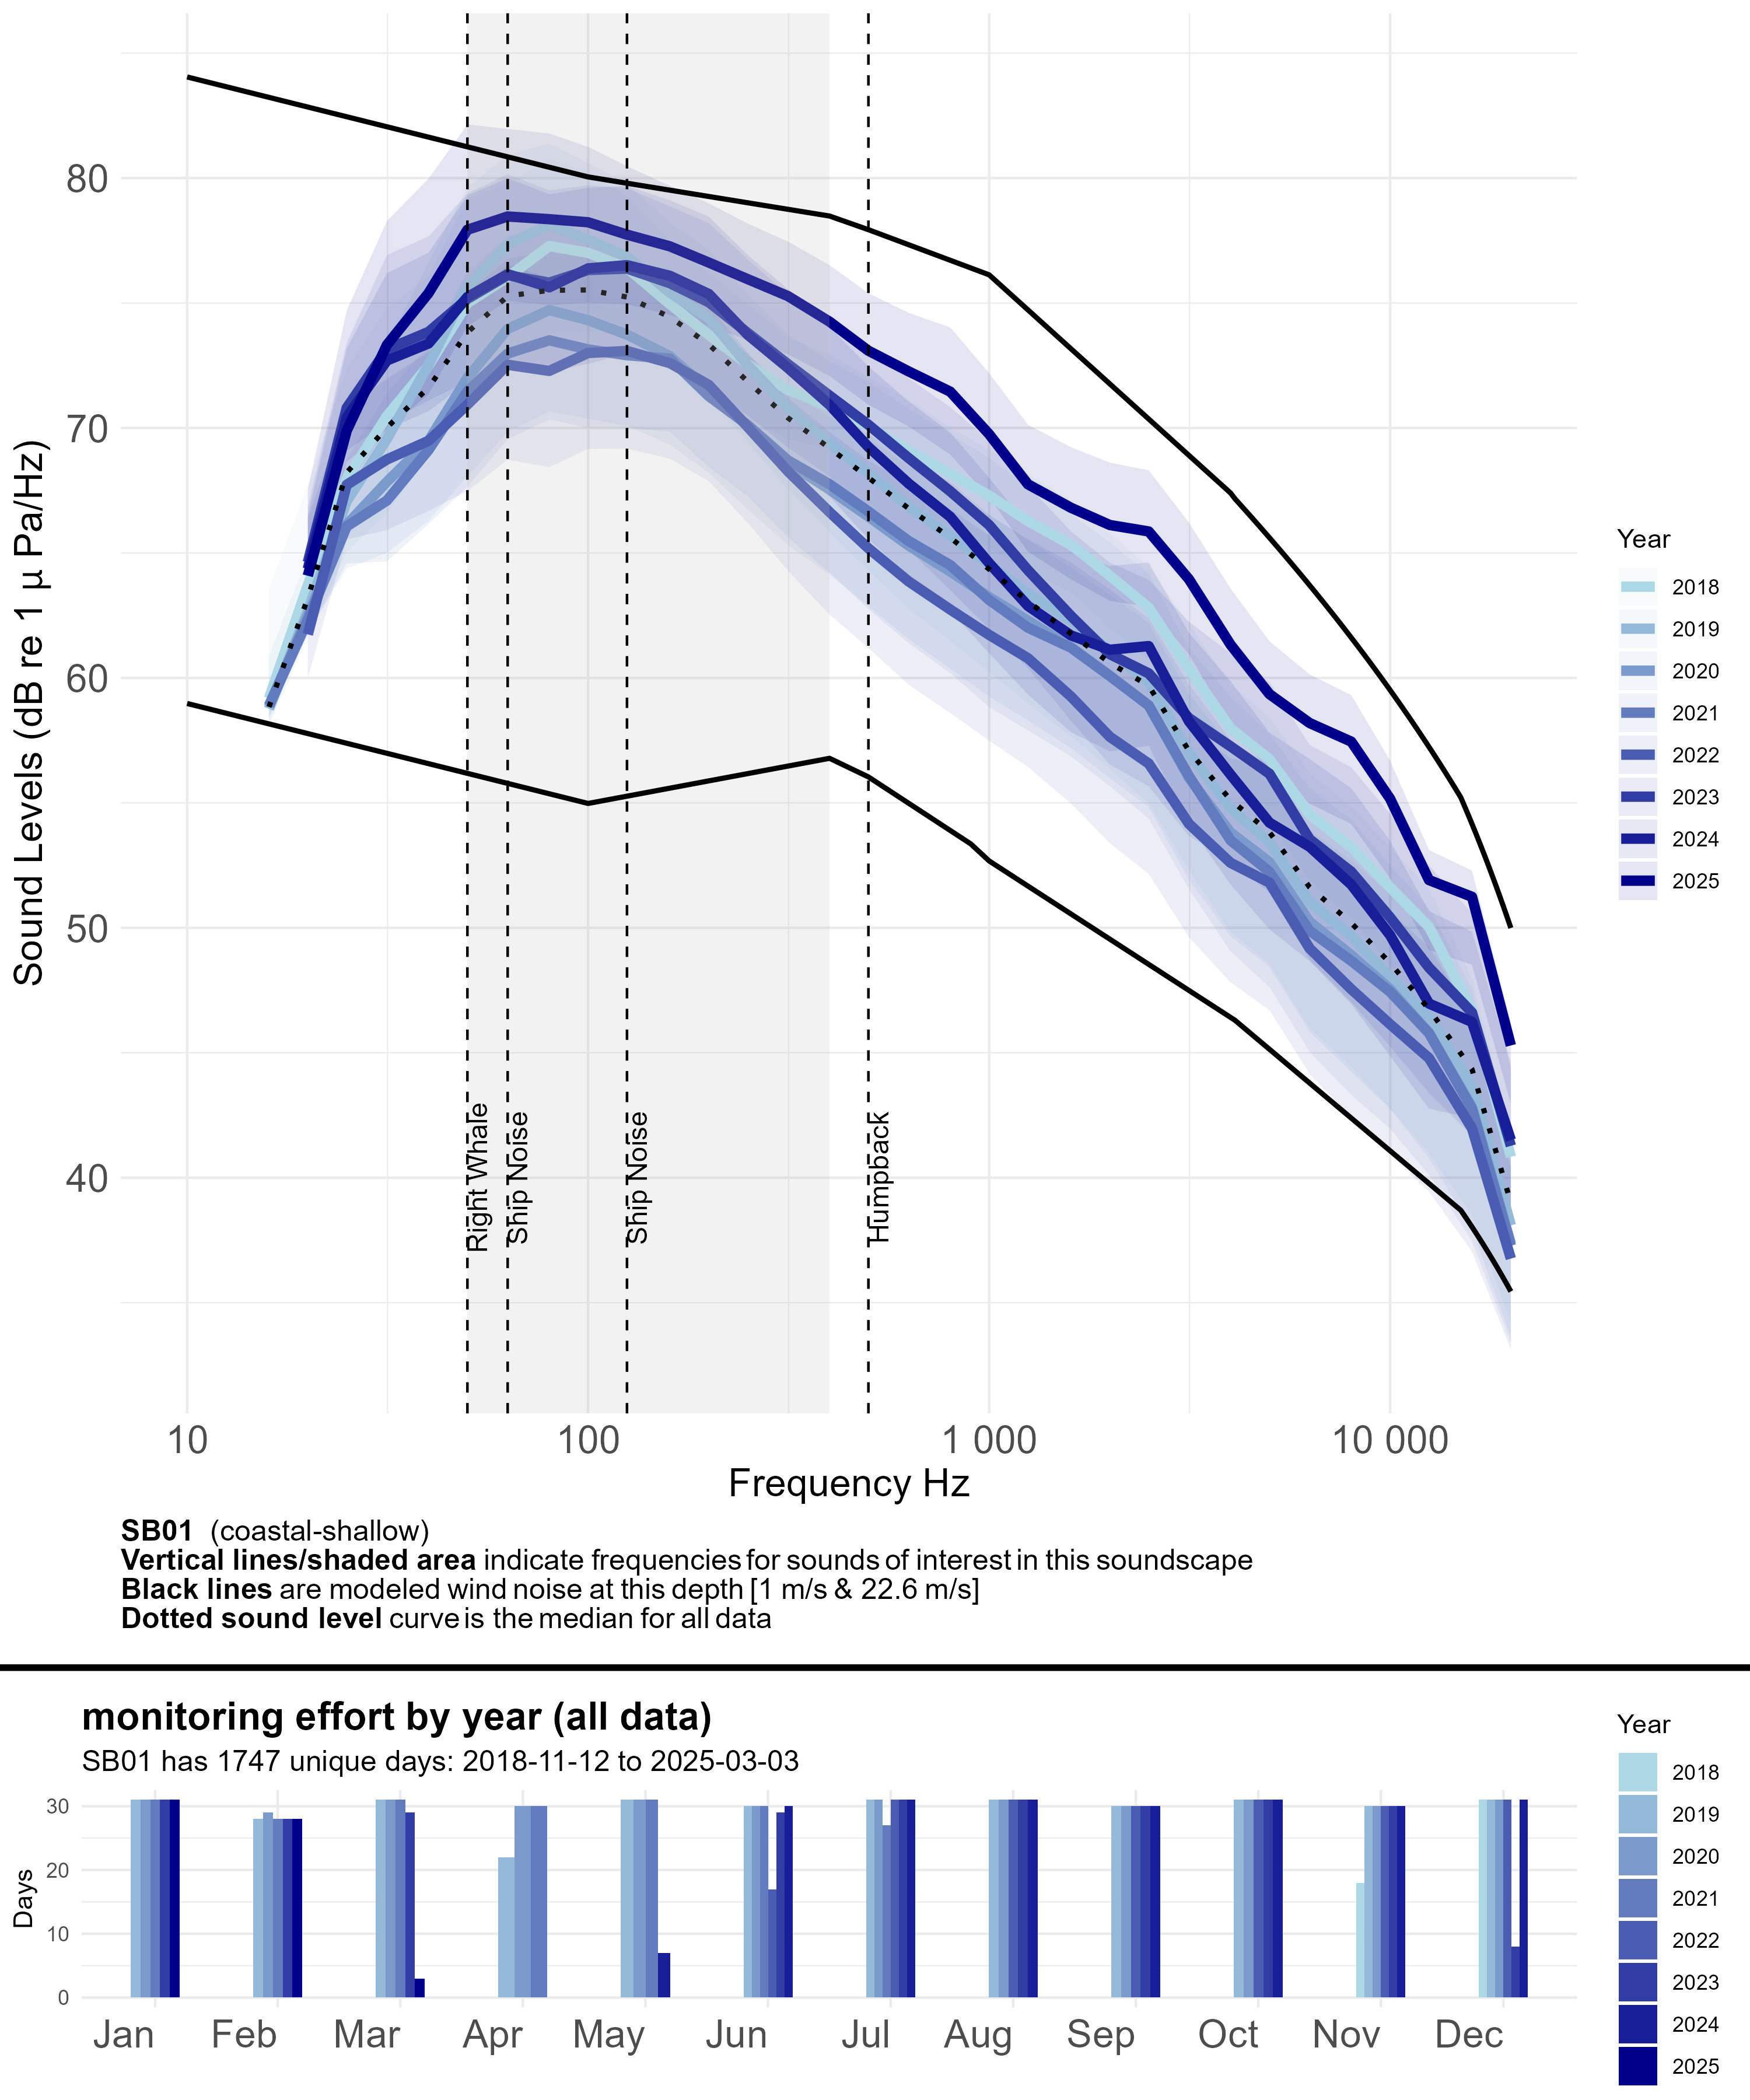 80
70
60
50
40
Sound Levels (dB re 1 µ Pa/Hz)
Right Whale
Ship Noise
Ship Noise
Humpback
10
100
1 000
10 000
Frequency Hz
Year
2018
2019
2020
2021
2022
2023
2024
2025
SB01 (coastal-shallow)
Vertical lines/shaded area indicate frequencies for sounds of interest in this soundscape
Black lines are modeled wind noise at this depth [1 m/s & 22.6 m/s]
Dotted sound level curve is the median for all data
monitoring effort by year (all data)
SB01 has 1747 unique days: 2018-11-12 to 2025-03-03
30
20
10
0
Days
Jan
Feb
Mar
Apr
May
Jun
Jul
Aug
Sep
Oct
Nov
Dec
Year
2018
2019
2020
2021
2022
2023
2024
2025